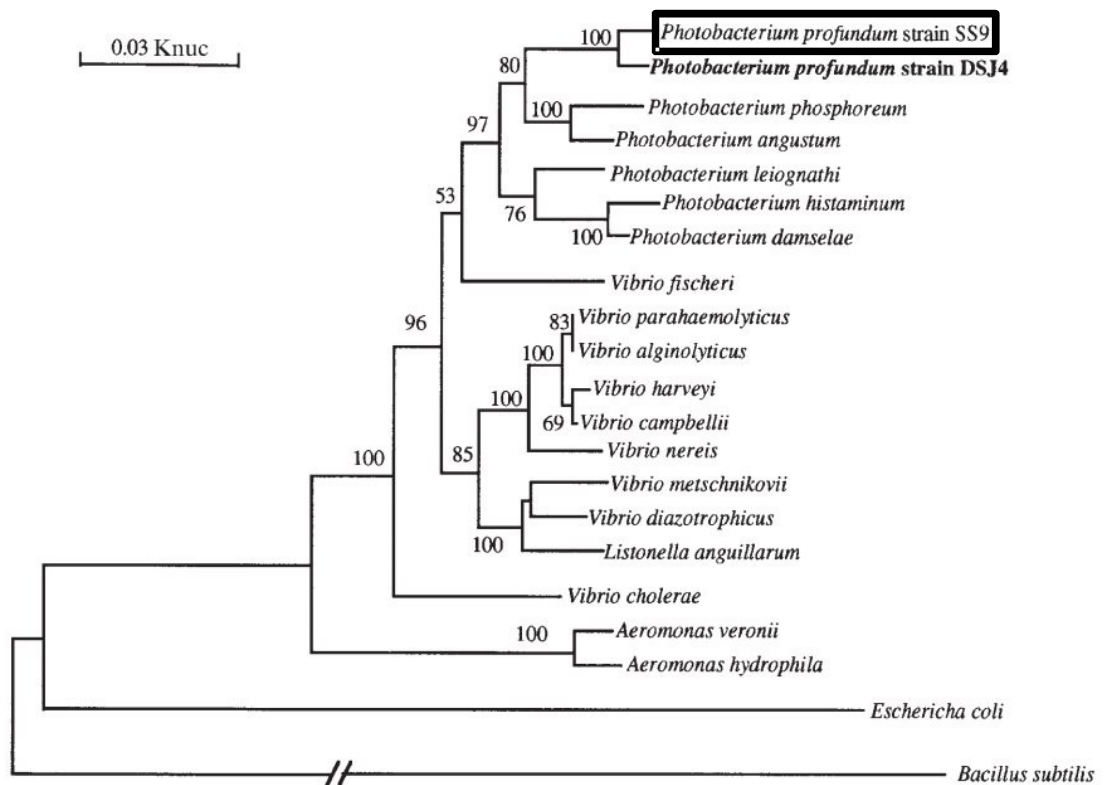 0.03 Knuc
100
Photobacterium profundum strain SS9
80
Photobacterium profundum strain DSJ4
100
Photobacterium phosphoreum
97
Photobacterium angustum
Photobacterium leiognathi
53
76
Photobacterium histaminum
100
Photobacterium damselae
Vibrio fischeri
96
83
Vibrio parahaemolyticus
100
Vibrio alginolyticus
100
Vibrio harveyi
69
Vibrio campbellii
100
85
Vibrio nereis
Vibrio metschnikovii
Vibrio diazotrophicus
100
Listonella anguillarum
Vibrio cholerae
100
Aeromonas veronii
Aeromonas hydrophila
Eschericha coli
Bacillus subtilis